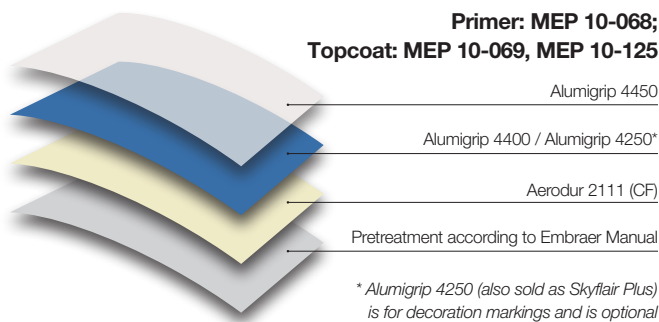 Primer: MEP 10-068;
Topcoat: MEP 10-069, MEP 10-125
Alumigrip 4450
Alumigrip 4400 / Alumigrip 4250*
Aerodur 2111 (CF)
Pretreatment according to Embraer Manual
* Alumigrip 4250 (also sold as Skyflair Plus)
is for decoration markings and is optional